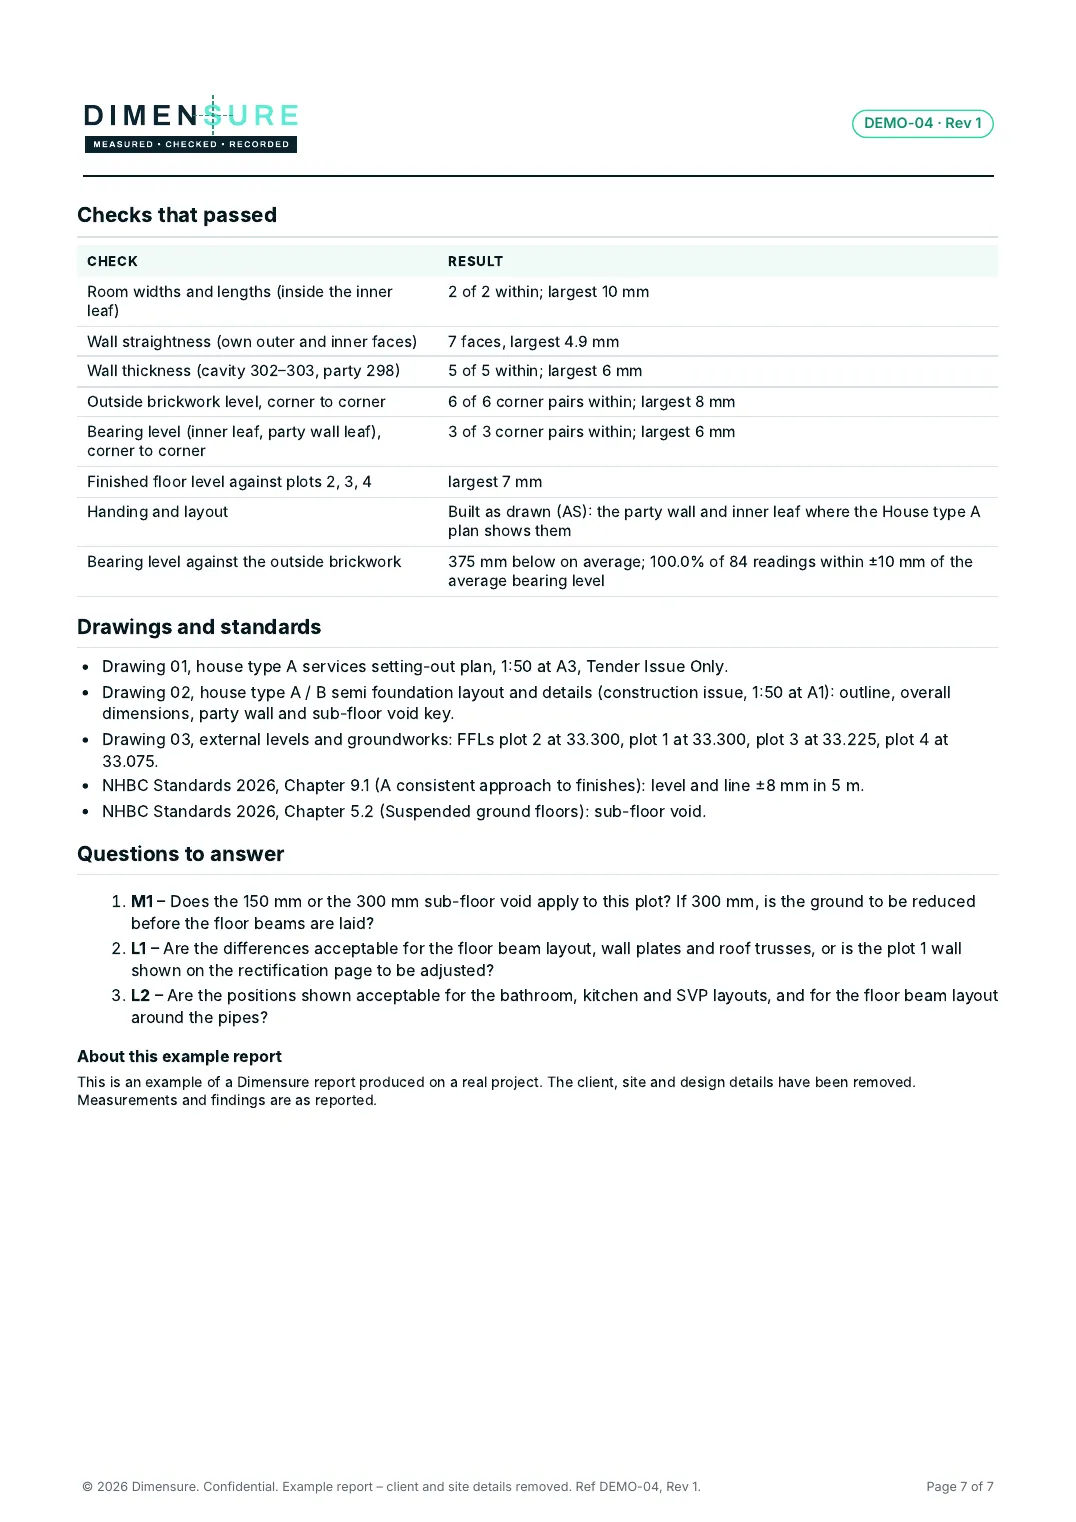 DIMENSURE
MEASURED • CHECKED • RECORDED
DEMO-04 · Rev 1
Checks that passed
CHECK RESULT
Room widths and lengths (inside the inner 2 of 2 within; largest 10 mm
leaf)
Wall straightness (own outer and inner faces) 7 faces, largest 4.9 mm
Wall thickness (cavity 302–303, party 298) 5 of 5 within; largest 6 mm
Outside brickwork level, corner to corner 6 of 6 corner pairs within; largest 8 mm
Bearing level (inner leaf, party wall leaf), 3 of 3 corner pairs within; largest 6 mm
corner to corner
Finished floor level against plots 2, 3, 4 largest 7 mm
Handing and layout Built as drawn (AS): the party wall and inner leaf where the House type A
plan shows them
Bearing level against the outside brickwork 375 mm below on average; 100.0% of 84 readings within ±10 mm of the
average bearing level
Drawings and standards
• Drawing 01, house type A services setting-out plan, 1:50 at A3, Tender Issue Only.
• Drawing 02, house type A / B semi foundation layout and details (construction issue, 1:50 at A1): outline, overall
dimensions, party wall and sub-floor void key.
• Drawing 03, external levels and groundworks: FFLs plot 2 at 33.300, plot 1 at 33.300, plot 3 at 33.225, plot 4 at
33.075.
• NHBC Standards 2026, Chapter 9.1 (A consistent approach to finishes): level and line ±8 mm in 5 m.
• NHBC Standards 2026, Chapter 5.2 (Suspended ground floors): sub-floor void.
Questions to answer
1. M1 – Does the 150 mm or the 300 mm sub-floor void apply to this plot? If 300 mm, is the ground to be reduced
before the floor beams are laid?
2. L1 – Are the differences acceptable for the floor beam layout, wall plates and roof trusses, or is the plot 1 wall
shown on the rectification page to be adjusted?
3. L2 – Are the positions shown acceptable for the bathroom, kitchen and SVP layouts, and for the floor beam layout
around the pipes?
About this example report
This is an example of a Dimensure report produced on a real project. The client, site and design details have been removed.
Measurements and findings are as reported.
© 2026 Dimensure. Confidential. Example report – client and site details removed. Ref DEMO-04, Rev 1. Page 7 of 7